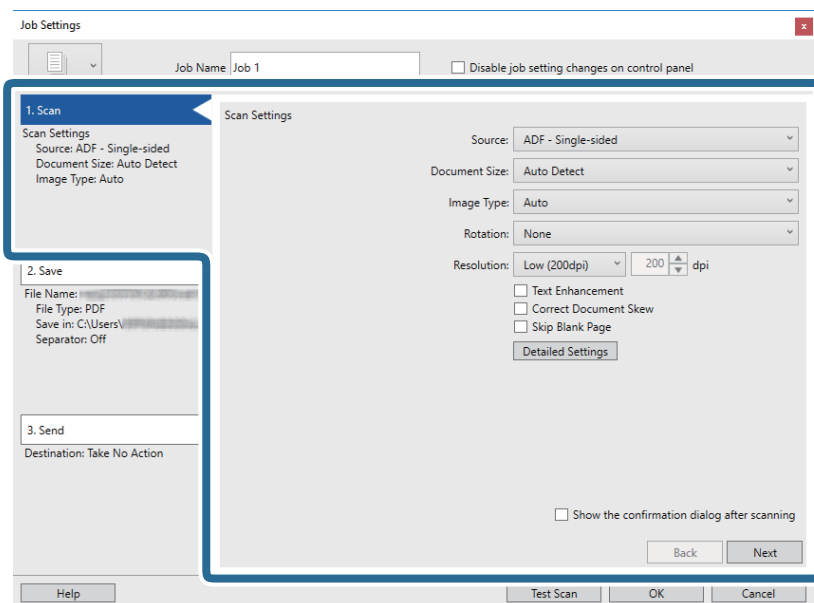 Job Settings
Job Name Job 1
Disable job setting changes on control panel
1. Scan
Scan Settings
Source: ADF - Single-sided
Document Size: Auto Detect
Image Type: Auto
2. Save
File Name:
File Type: PDF
Save in: C:\Users\
Separator: Off
3. Send
Destination: Take No Action
Scan Settings
Source: ADF - Single-sided
Document Size: Auto Detect
Image Type: Auto
Rotation: None
Resolution: Low (200dpi) 200 dpi
Text Enhancement
Correct Document Skew
Skip Blank Page
Detailed Settings
Show the confirmation dialog after scanning
Back Next
Help Test Scan OK Cancel